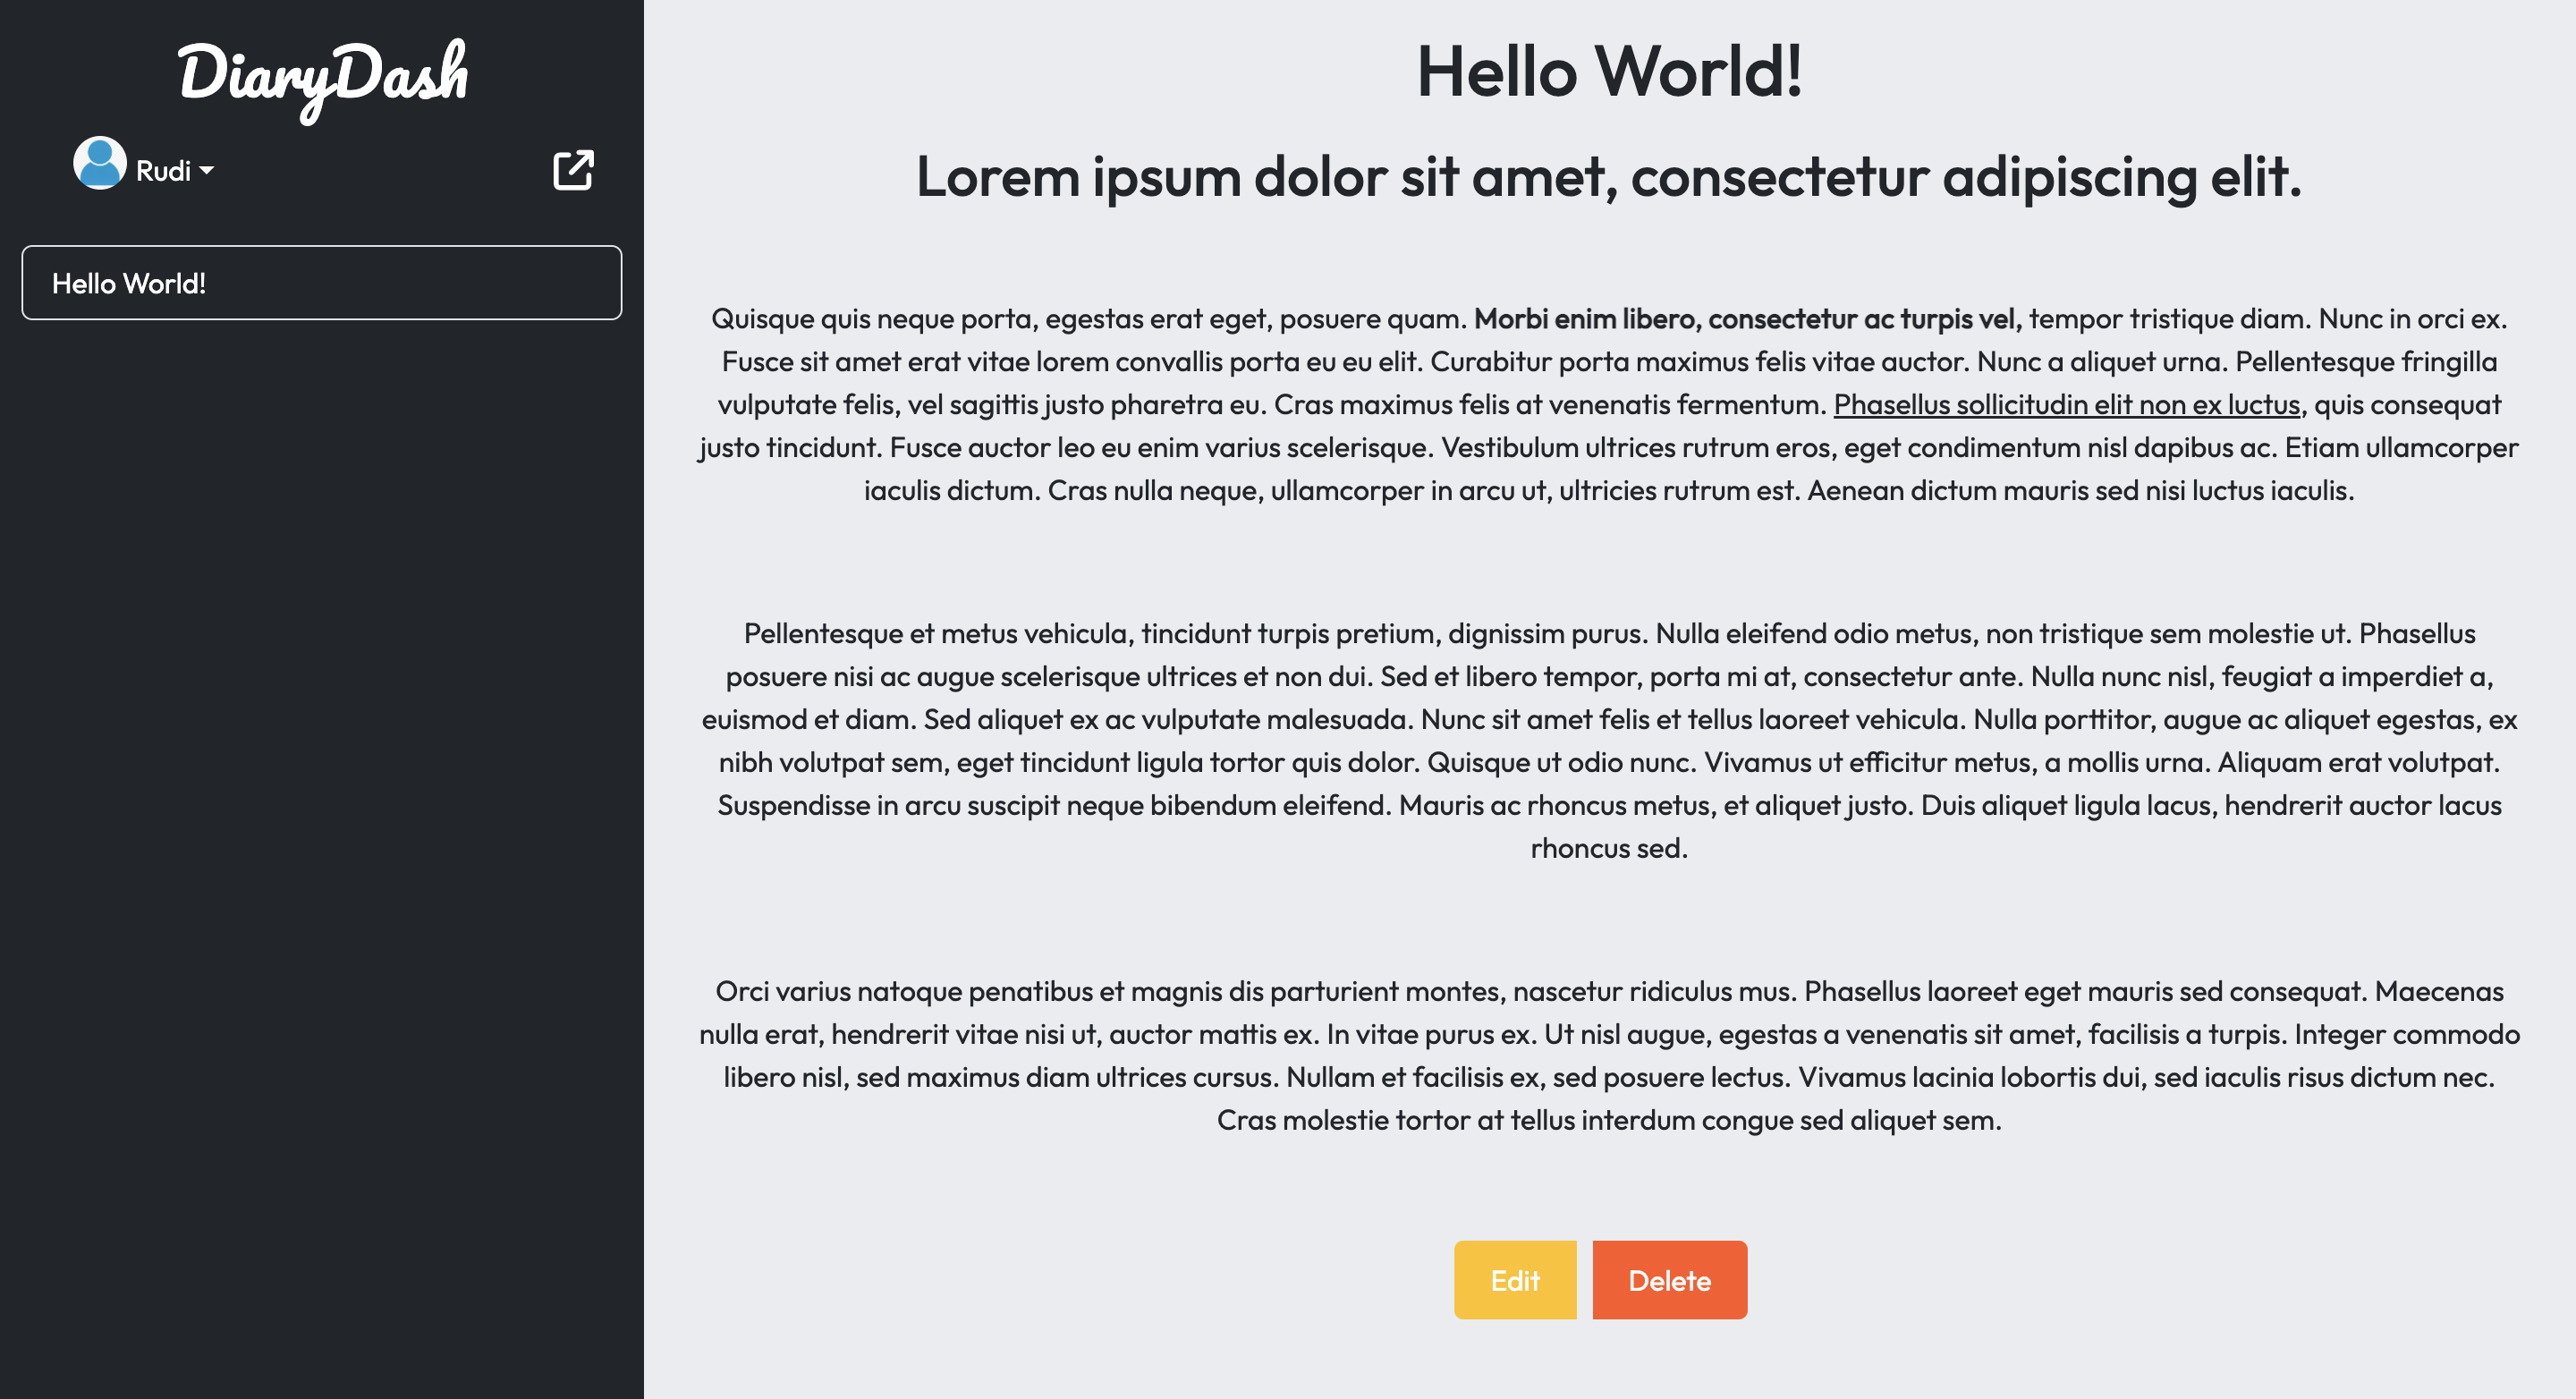 DiaryDash
Rudi
Hello World!
Hello World!
Lorem ipsum dolor sit amet, consectetur adipiscing elit.
Quisque quis neque porta, egestas erat eget, posuere quam. Morbi enim libero, consectetur ac turpis vel, tempor tristique diam. Nunc in orci ex.
Fusce sit amet erat vitae lorem convallis porta eu eu elit. Curabitur porta maximus felis vitae auctor. Nunc a aliquet urna. Pellentesque fringilla
vulputate felis, vel sagittis justo pharetra eu. Cras maximus felis at venenatis fermentum. Phasellus sollicitudin elit non ex luctus, quis consequat
justo tincidunt. Fusce auctor leo eu enim varius scelerisque. Vestibulum ultrices rutrum eros, eget condimentum nisl dapibus ac. Etiam ullamcorper
iaculis dictum. Cras nulla neque, ullamcorper in arcu ut, ultricies rutrum est. Aenean dictum mauris sed nisi luctus iaculis.
Pellentesque et metus vehicula, tincidunt turpis pretium, dignissim purus. Nulla eleifend odio metus, non tristique sem molestie ut. Phasellus
posuere nisi ac augue scelerisque ultrices et non dui. Sed et libero tempor, porta mi at, consectetur ante. Nulla nunc nisl, feugiat a imperdiet a,
euismod et diam. Sed aliquet ex ac vulputate malesuada. Nunc sit amet felis et tellus laoreet vehicula. Nulla porttitor, augue ac aliquet egestas, ex
nibh volutpat sem, eget tincidunt ligula tortor quis dolor. Quisque ut odio nunc. Vivamus ut efficitur metus, a mollis urna. Aliquam erat volutpat.
Suspendisse in arcu suscipit neque bibendum eleifend. Mauris ac rhoncus metus, et aliquet justo. Duis aliquet ligula lacus, hendrerit auctor lacus
rhoncus sed.
Orci varius natoque penatibus et magnis dis parturient montes, nascetur ridiculus mus. Phasellus laoreet eget mauris sed consequat. Maecenas
nulla erat, hendrerit vitae nisi ut, auctor mattis ex. In vitae purus ex. Ut nisl augue, egestas a venenatis sit amet, facilisis a turpis. Integer commodo
libero nisl, sed maximus diam ultrices cursus. Nullam et facilisis ex, sed posuere lectus. Vivamus lacinia lobortis dui, sed iaculis risus dictum nec.
Cras molestie tortor at tellus interdum congue sed aliquet sem.
Edit
Delete